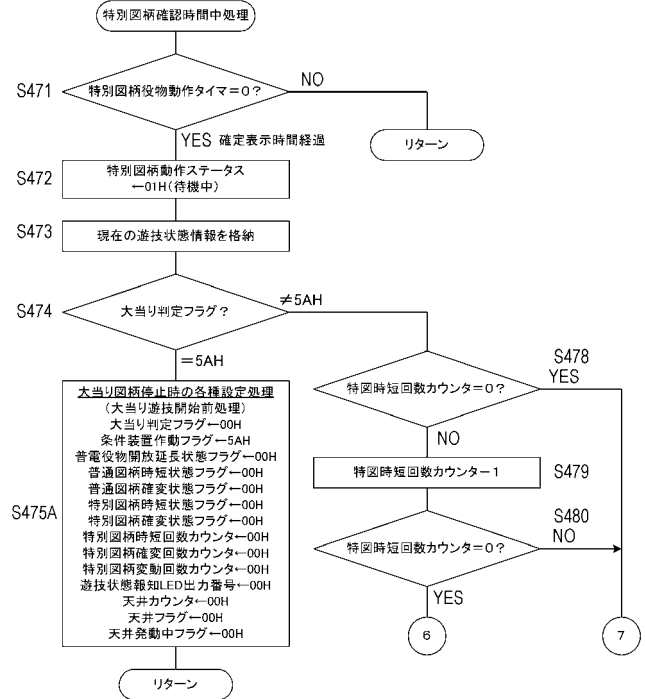 特別図柄確認時間中処理
S471
特別図柄役物動作タイマ=0?
NO
リターン
YES 確定表示時間経過
S472
特別図柄動作ステータス
←01H(待機中)
S473
現在の遊技状態情報を格納
S474
大当り判定フラグ?
≠5AH
=5AH
S475A
大当り図柄停止時の各種設定処理
(大当り遊技開始前処理)
大当り判定フラグ←00H
条件装置作動フラグ←5AH
普電役物開放延長状態フラグ←00H
普通図柄時短状態フラグ←00H
普通図柄確変状態フラグ←00H
特別図柄時短状態フラグ←00H
特別図柄確変状態フラグ←00H
特別図柄時短回数カウンタ←00H
特別図柄確変回数カウンタ←00H
特別図柄変動回数カウンタ←00H
遊技状態報知LED出力番号←00H
天井カウンタ←00H
天井フラグ←00H
天井発動中フラグ←00H
リターン
S478
特図時短回数カウンタ=0?
YES
NO
特図時短回数カウンター1
S479
S480
特図時短回数カウンタ=0?
NO
YES
6
7